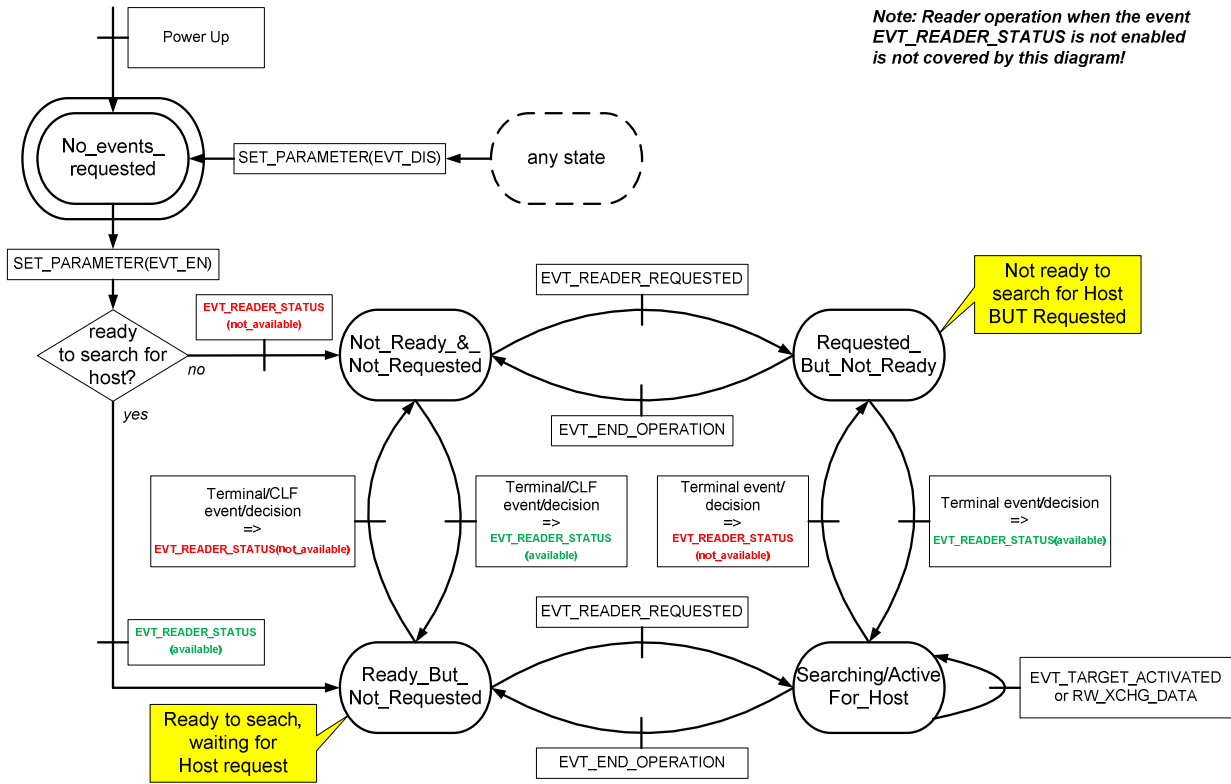 Power Up
Note: Reader operation when the event
EVT_READER_STATUS is not enabled
is not covered by this diagram!
No_events_
requested
SET_PARAMETER(EVT_DIS)
any state
SET_PARAMETER(EVT_EN)
ready
to search for
host?
no
yes
EVT_READER_STATUS
(not_available)
Not_Ready_&_
Not_Requested
EVT_READER_REQUESTED
EVT_END_OPERATION
Requested_
But_Not_Ready
Not ready to
search for Host
BUT Requested
Terminal/CLF
event/decision
=>
EVT_READER_STATUS(not_available)
Terminal/CLF
event/decision
=>
EVT_READER_STATUS
(available)
Terminal event/
decision
=>
EVT_READER_STATUS
(not_available)
Terminal event/decision
=>
EVT_READER_STATUS(available)
EVT_READER_STATUS
(available)
Ready_But_
Not_Requested
Ready to seach,
waiting for
Host request
EVT_READER_REQUESTED
EVT_END_OPERATION
Searching/Active
For_Host
EVT_TARGET_ACTIVATED
or RW_XCHG_DATA